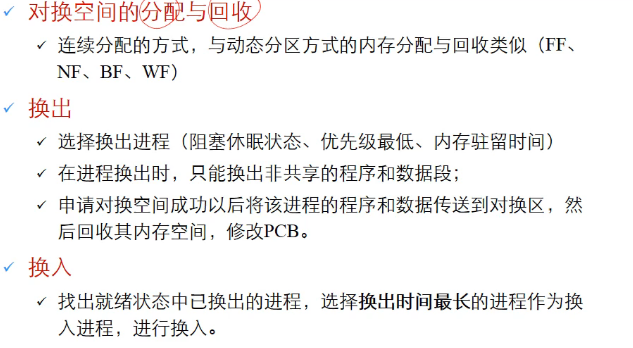 ✓ 对换空间的分配与回收
✓ 连续分配的方式，与动态分区方式的内存分配与回收类似（FF、
NF、BF、WF）
✓ 换出
✓ 选择换出进程（阻塞休眠状态、优先级最低、内存驻留时间）
✓ 在进程换出时，只能换出非共享的程序和数据段；
✓ 申请对换空间成功以后将该进程的程序和数据传送到对换区，然
后回收其内存空间，修改PCB。
✓ 换入
✓ 找出就绪状态中已换出的进程，选择换出时间最长的进程作为换
入进程，进行换入。